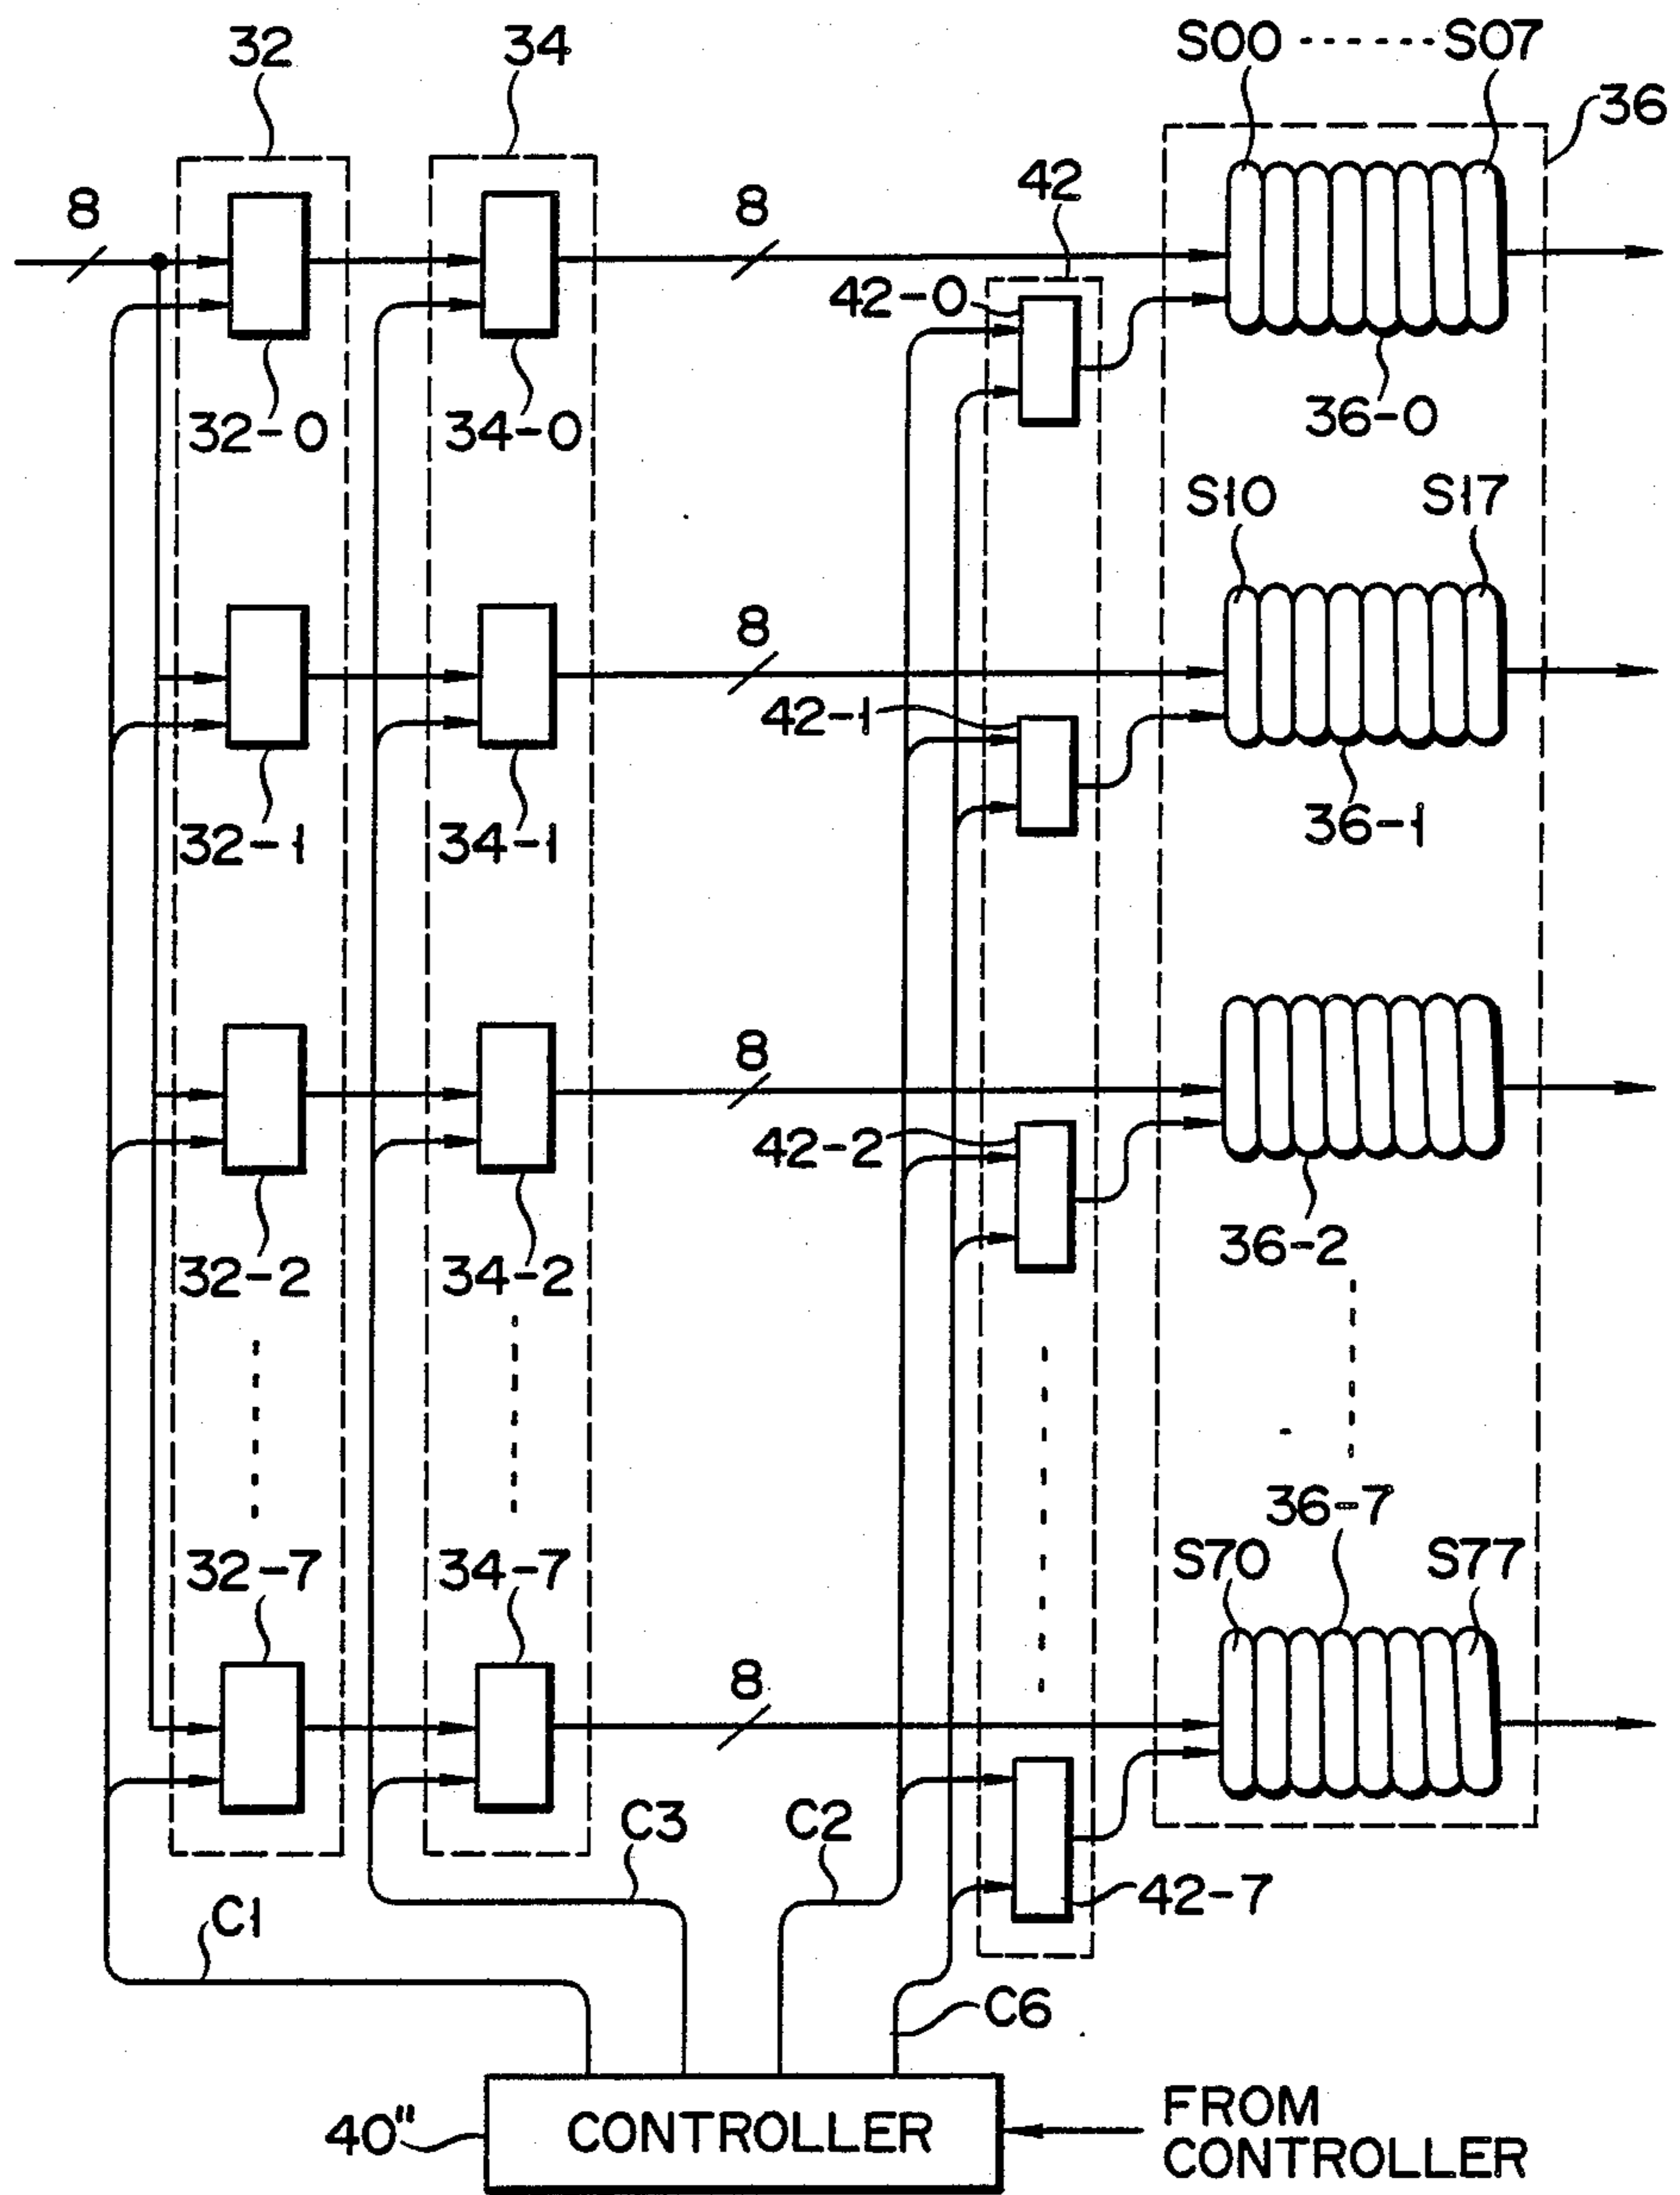 32
34
S00 ------ S07
36
8
8
42
42-0
32-0
34-0
36-0
S10
S17
8
42-1
32-1
34-1
36-1
8
42-2
32-2
34-2
36-2
36-7
32-7
34-7
S70
S77
8
C3
C2
42-7
C1
C6
40"
CONTROLLER
FROM
CONTROLLER